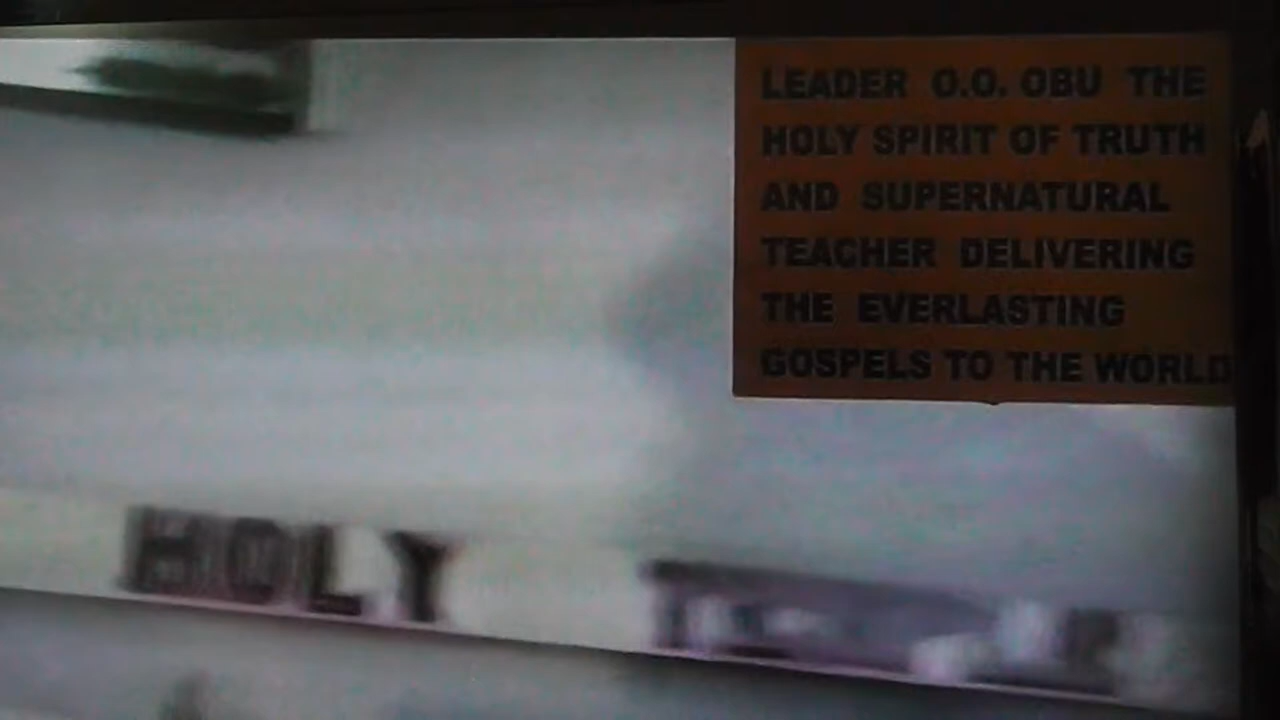 LEADER O.O. OBU THE
HOLY SPIRIT OF TRUTH
AND SUPERNATURAL
TEACHER DELIVERING
THE EVERLASTING
GOSPELS TO THE WORLD
HOLY